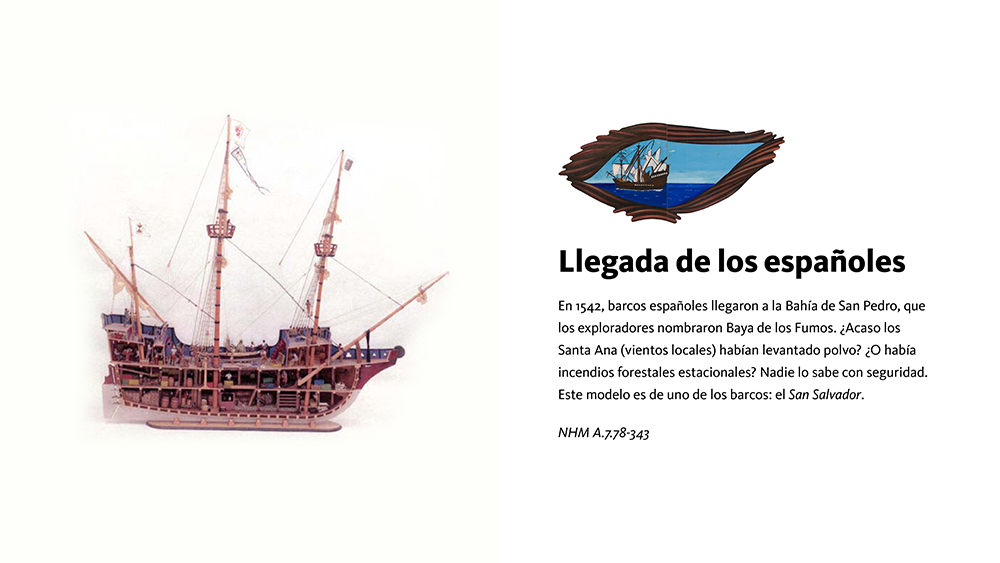 Llegada de los españoles
En 1542, barcos españoles llegaron a la Bahía de San Pedro, que
los exploradores nombraron Baya de los Fumos. ¿Acaso los
Santa Ana (vientos locales) habían levantado polvo? ¿O había
incendios forestales estacionales? Nadie lo sabe con seguridad.
Este modelo es de uno de los barcos: el San Salvador.
NHM A.7.78-343